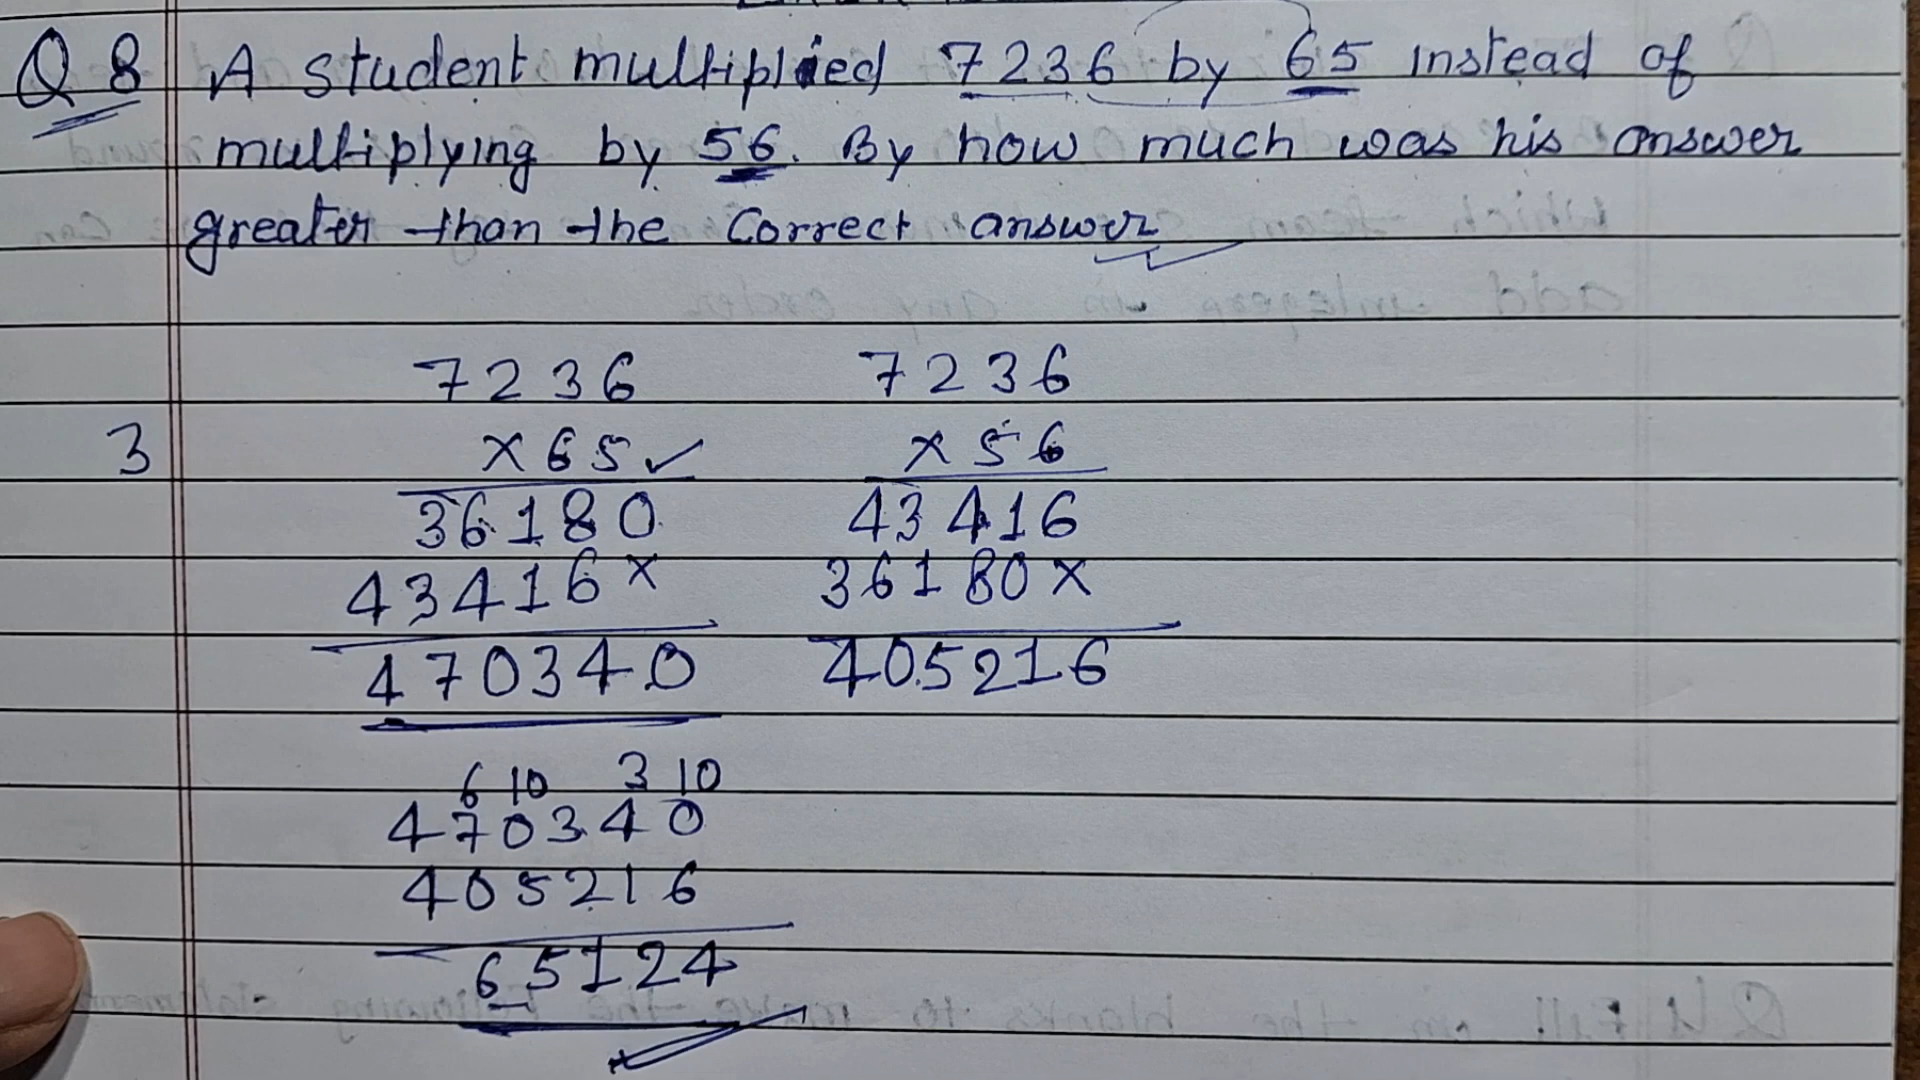 Q 8 A student multiplied 7236 by 65 instead of
multiplying by 56. By how much was his answer
greater than the correct answer
7236 7236
3 × 65 ✓ × 56
36180 43416
43416× 36180×
470340 405216
6 10 3 10
470340
405216
65124